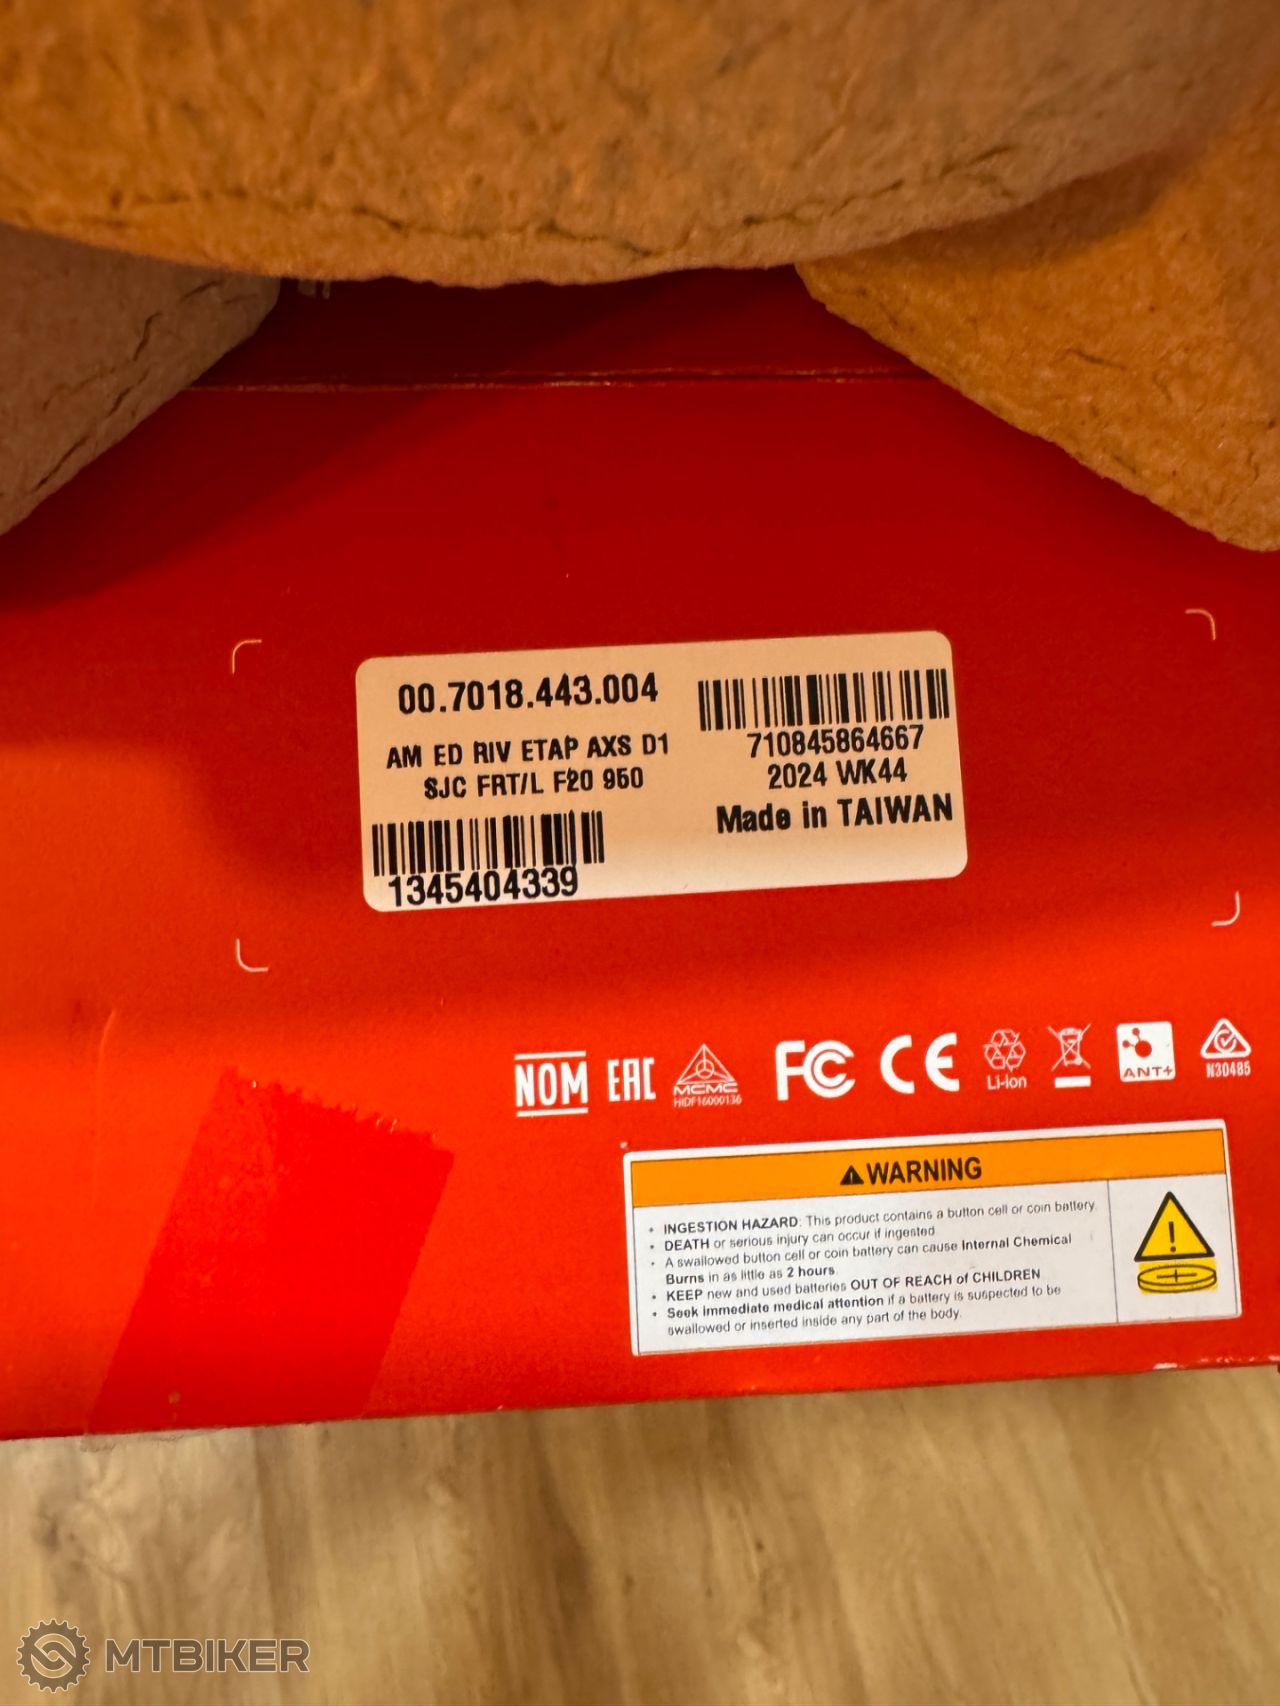 00.7018.443.004
AM ED RIV ETAP AXS D1
SJC FRT/L F20 950
1345404339
710845864667
2024 WK44
Made in TAIWAN
NOM
EAC
MCMC
HIDF16000136
FC
CE
Li-ion
ANT+
N30485
WARNING
• INGESTION HAZARD: This product contains a button cell or coin battery.
• DEATH or serious injury can occur if ingested.
• A swallowed button cell or coin battery can cause Internal Chemical
Burns in as little as 2 hours.
• KEEP new and used batteries OUT OF REACH of CHILDREN
• Seek immediate medical attention if a battery is suspected to be
swallowed or inserted inside any part of the body.
MTBIKER